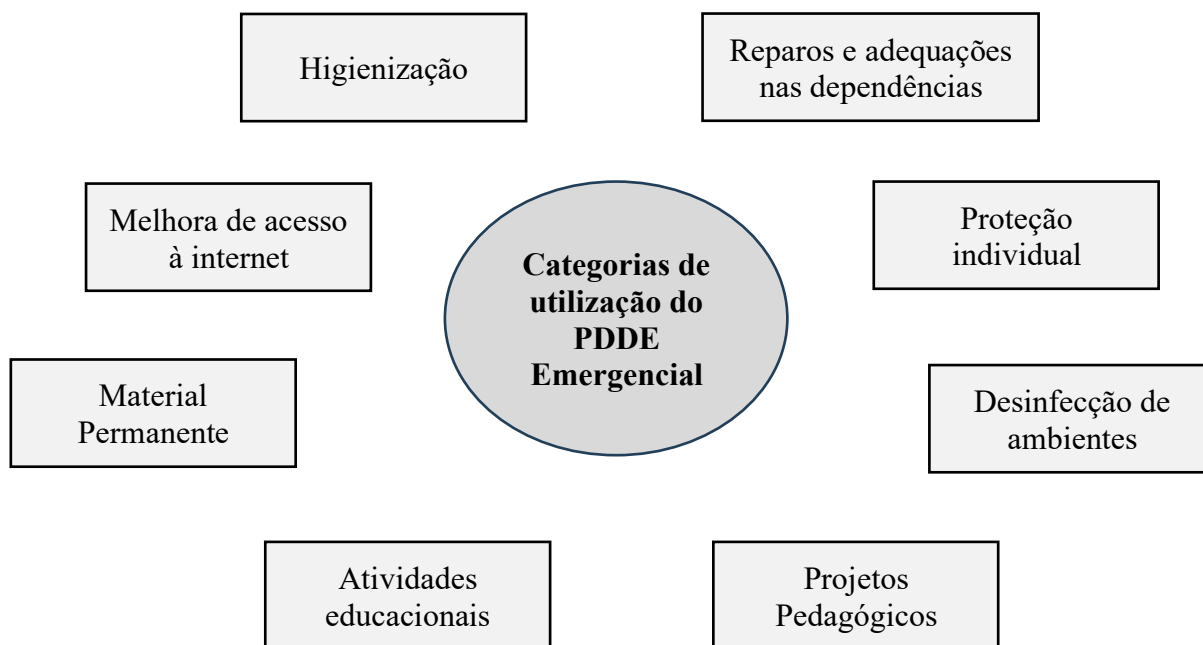 Higienização
Reparos e adequações
nas dependências
Melhora de acesso
à internet
Proteção
individual
Categorias de
utilização do
PDDE
Emergencial
Material
Permanente
Desinfecção de
ambientes
Atividades
educacionais
Projetos
Pedagógicos